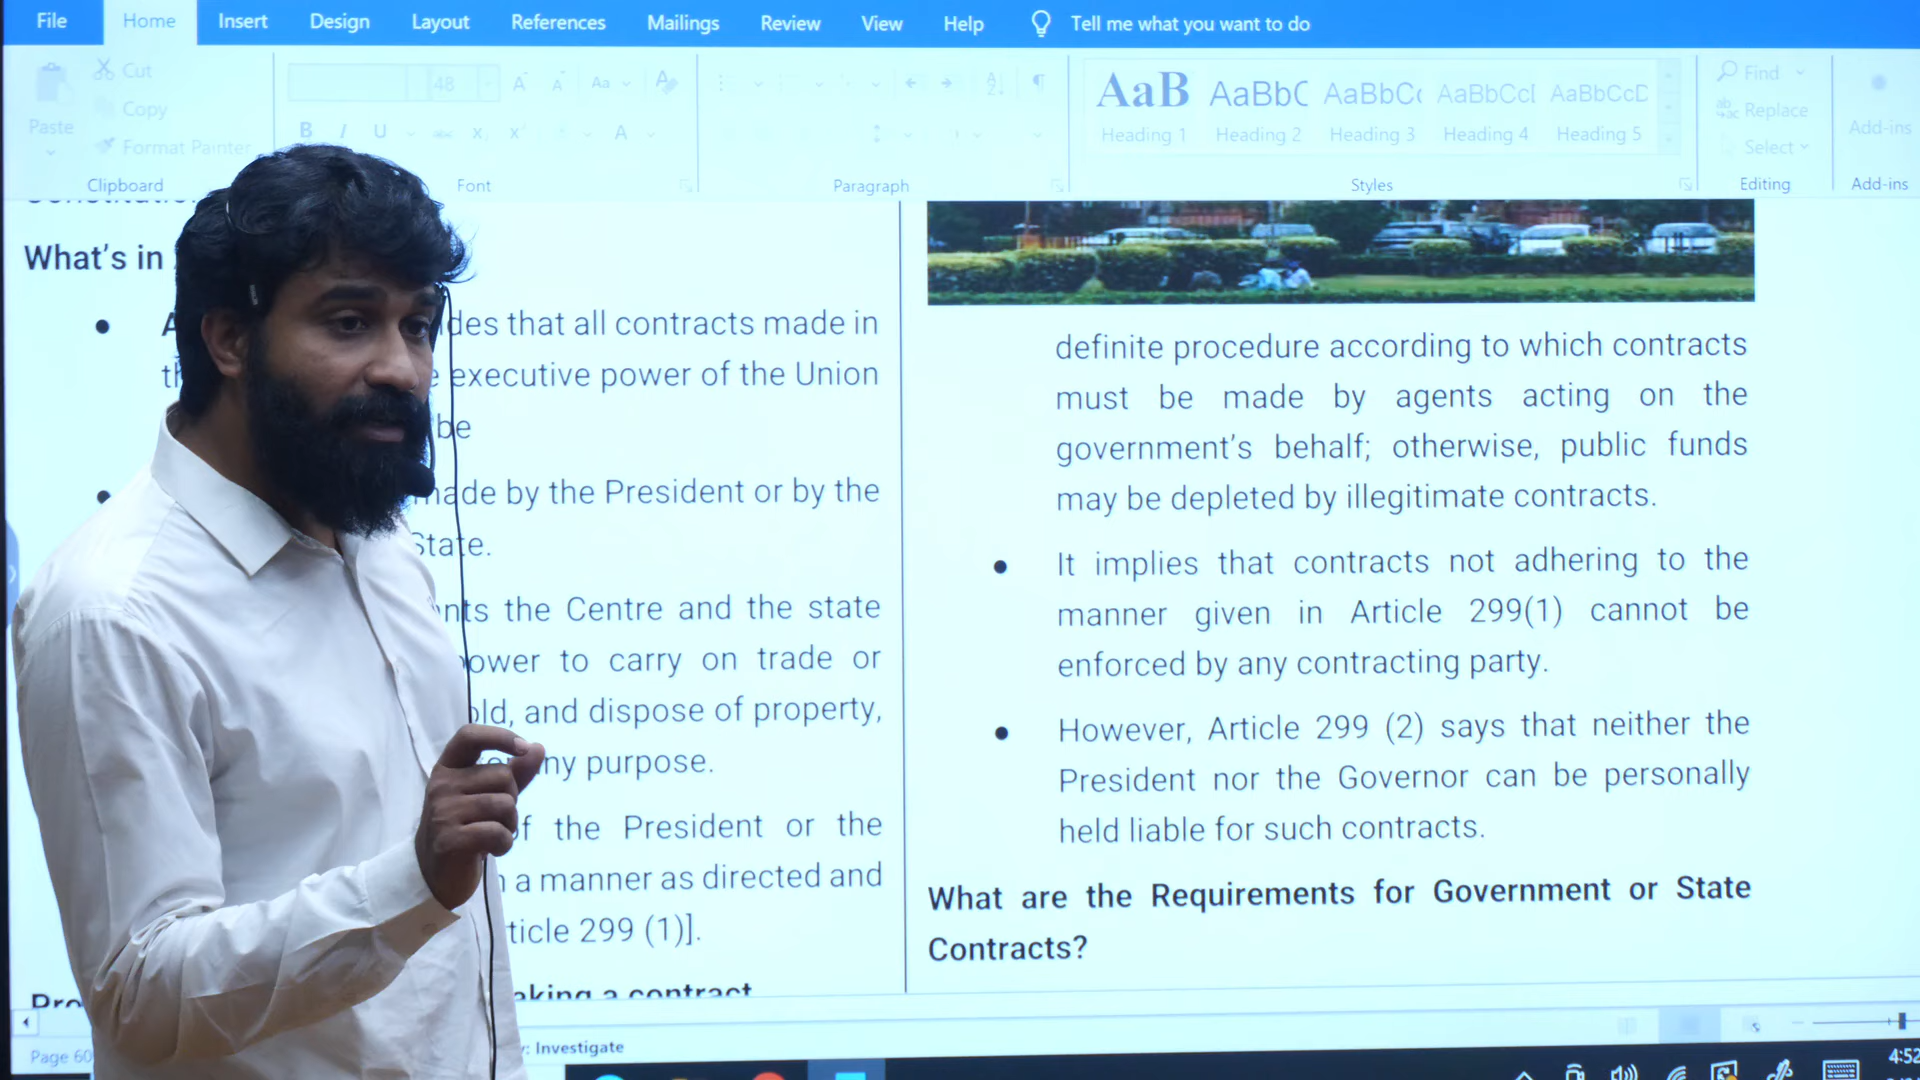 File Home Insert Design Layout References Mailings Review View Help Tell me what you want to do
Cut
Copy
Paste
Format Painter
48
Aa
B I U
A
AaB AaBbC AaBbCc AaBbCcI AaBbCcD
Heading 1 Heading 2 Heading 3 Heading 4 Heading 5
Find
Replace
Select
Add-ins
Clipboard Font Paragraph Styles Editing Add-ins
What's in
that all contracts made in
executive power of the Union
be
by the President or by the
State.
the Centre and the state
to carry on trade or
and dispose of property,
purpose.
the President or the
a manner as directed and
299 (1)].
a contract
definite procedure according to which contracts
must be made by agents acting on the
government's behalf; otherwise, public funds
may be depleted by illegitimate contracts.
It implies that contracts not adhering to the
manner given in Article 299(1) cannot be
enforced by any contracting party.
However, Article 299 (2) says that neither the
President nor the Governor can be personally
held liable for such contracts.
What are the Requirements for Government or State
Contracts?
Page
Investigate
4:52